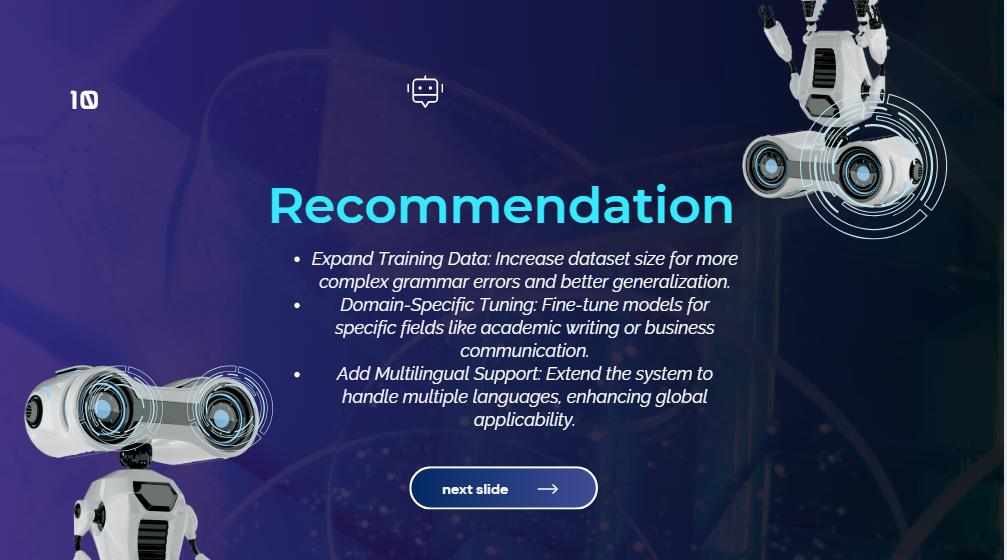 10
Recommendation
• Expand Training Data: Increase dataset size for more
complex grammar errors and better generalization.
• Domain-Specific Tuning: Fine-tune models for
specific fields like academic writing or business
communication.
• Add Multilingual Support: Extend the system to
handle multiple languages, enhancing global
applicability.
next slide